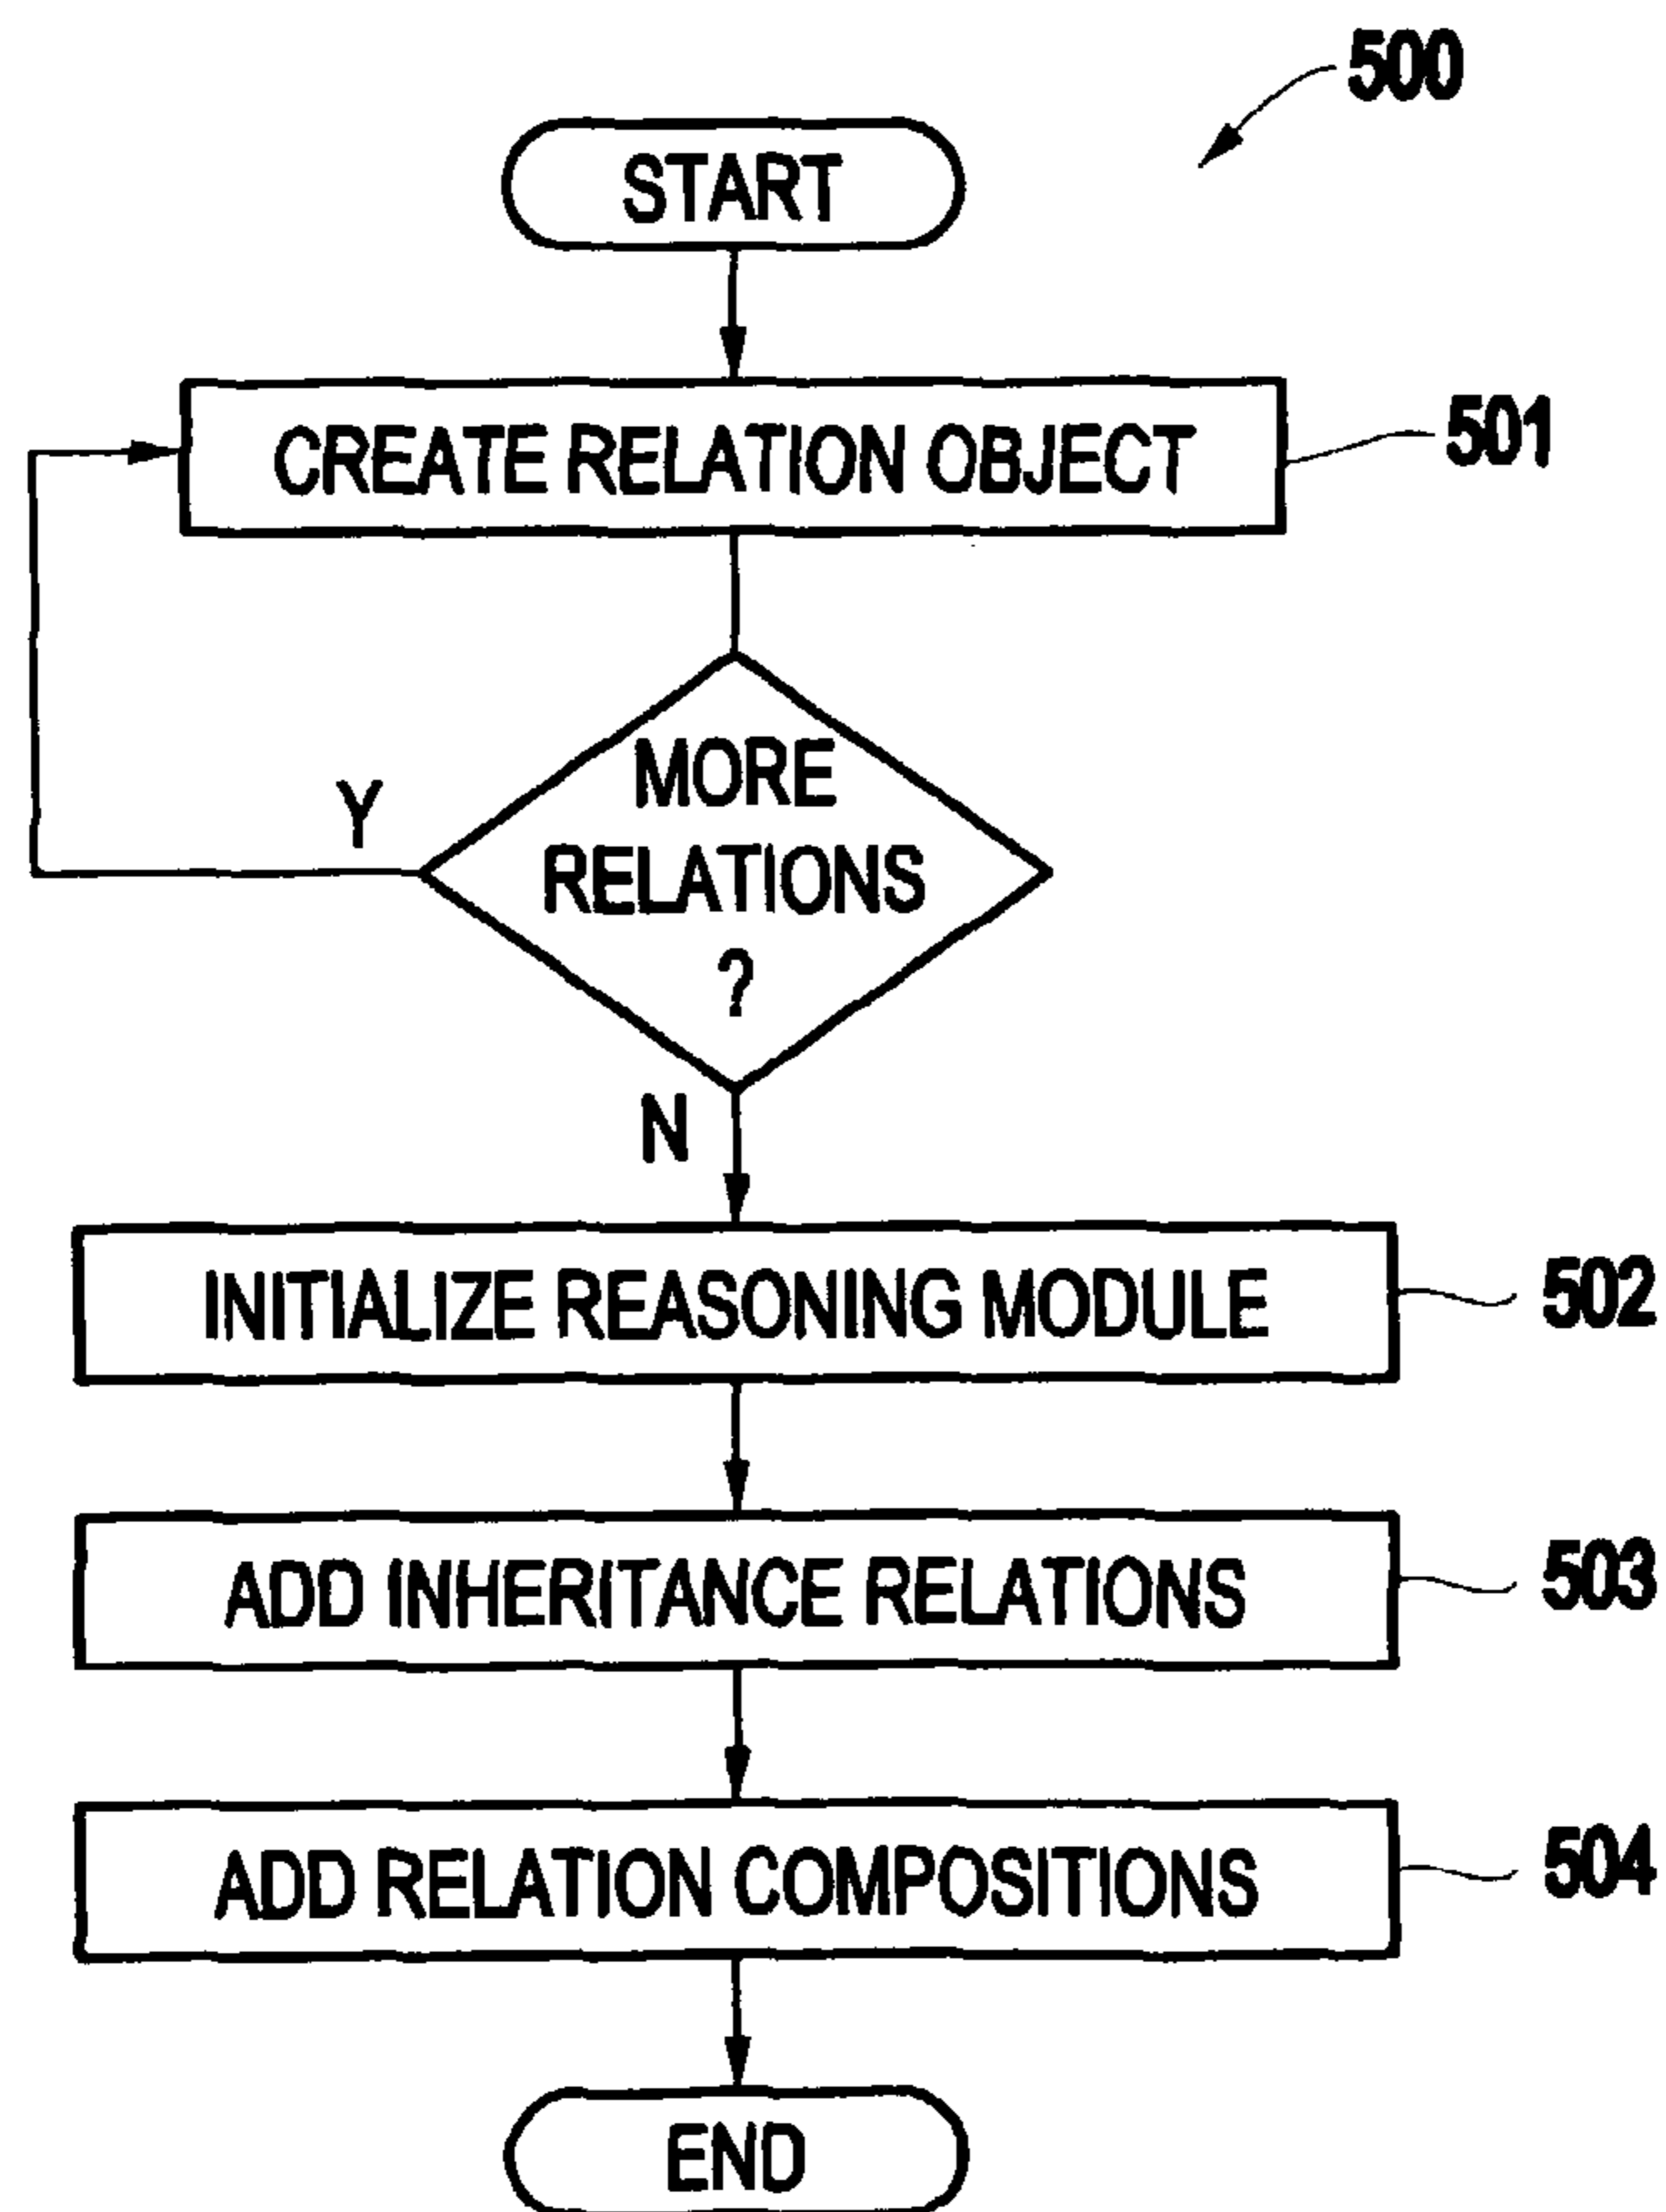 500
START
CREATE RELATION OBJECT
501
MORE
RELATIONS
?
Y
N
INITIALIZE REASONING MODULE
502
ADD INHERITANCE RELATIONS
503
ADD RELATION COMPOSITIONS
504
END